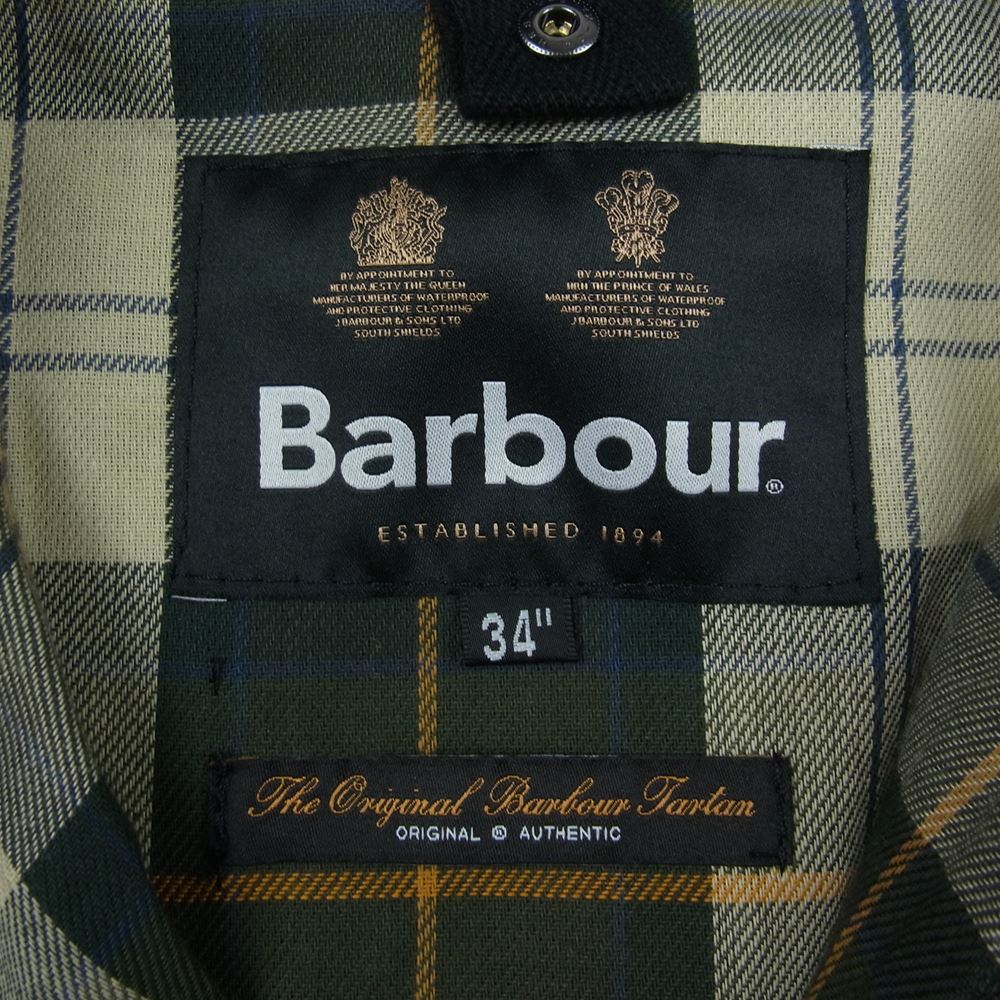 BY APPOINTMENT TO
HER MAJESTY THE QUEEN
MANUFACTURERS OF WATERPROOF
AND PROTECTIVE CLOTHING
J BARBOUR & SONS LTD
SOUTH SHIELDS
BY APPOINTMENT TO
HRH THE PRINCE OF WALES
MANUFACTURERS OF WATERPROOF
AND PROTECTIVE CLOTHING
J BARBOUR & SONS LTD
SOUTH SHIELDS
Barbour®
ESTABLISHED 1894
34"
The Original Barbour Tartan
ORIGINAL ® AUTHENTIC